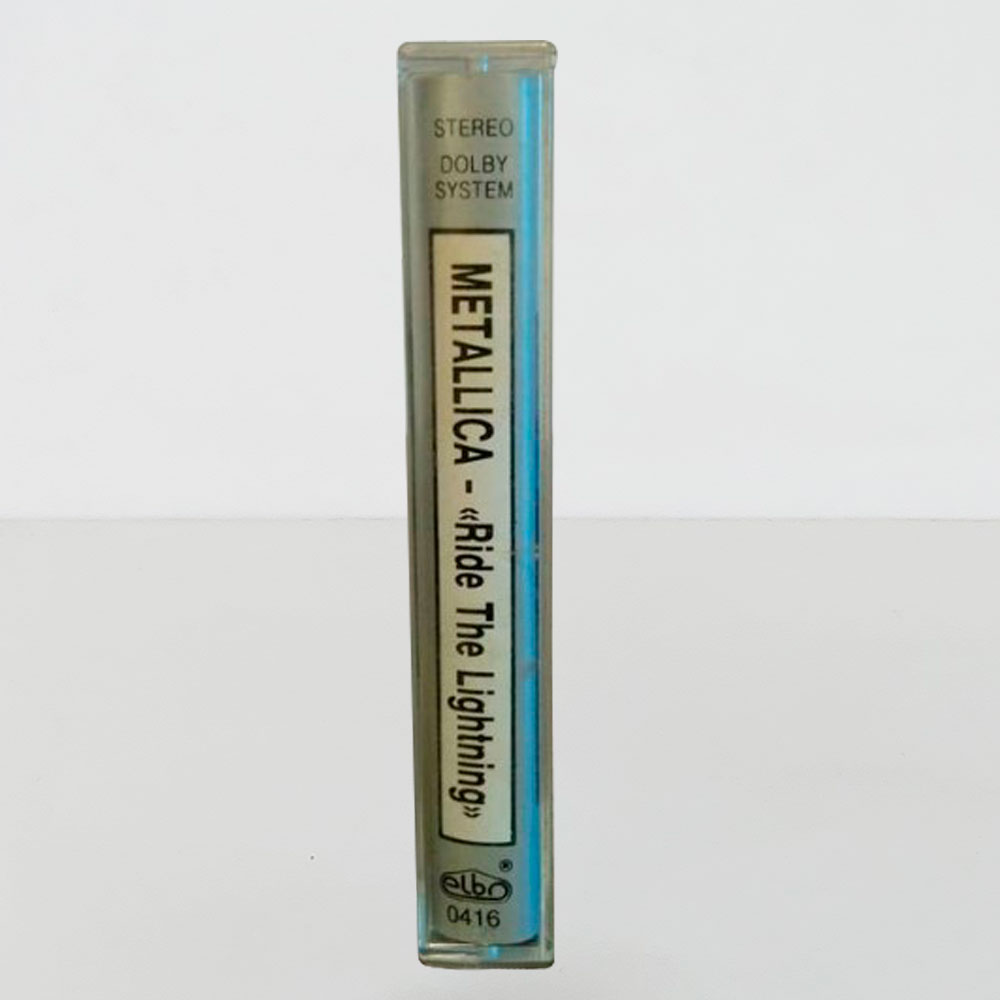 STEREO
DOLBY
SYSTEM
METALLICA - «Ride The Lightning»
elbo ®
0416